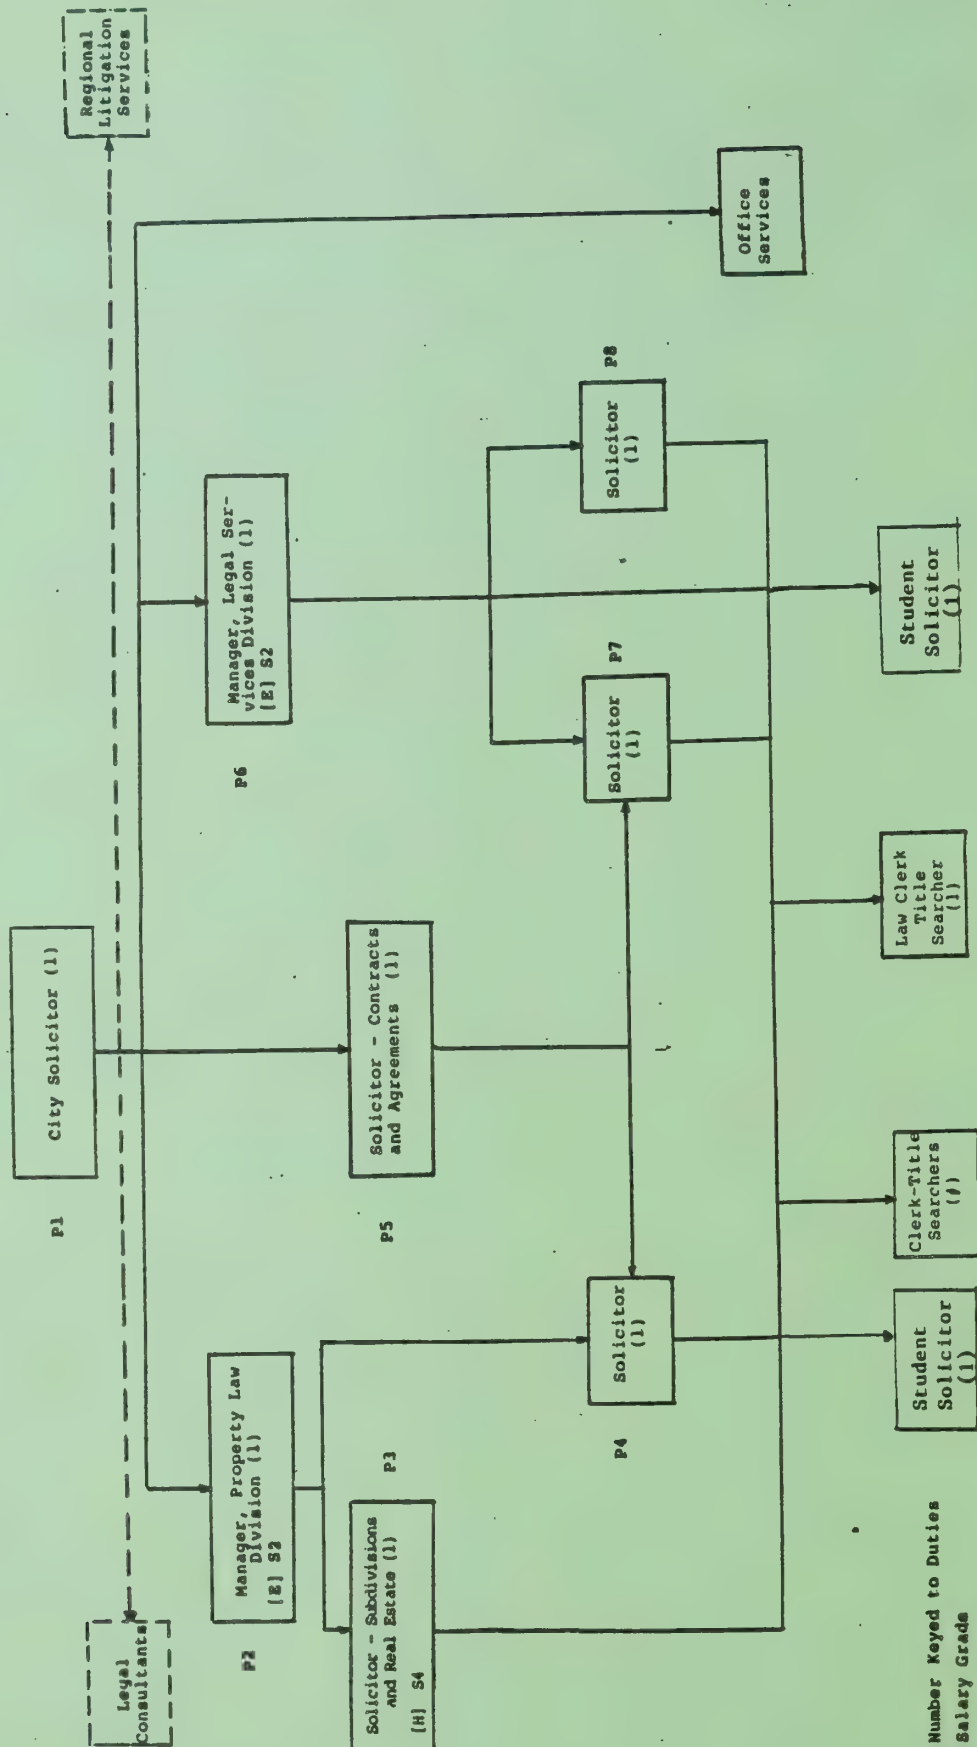 Legal
Consultants
Regional
Litigation
Services
P1
City Solicitor (1)
P2
Manager, Property Law
Division (1)
[E] S2
P6
Manager, Legal Ser-
vices Division (1)
[E] S2
P3
Solicitor - Subdivisions
and Real Estate (1)
[H] S4
P5
Solicitor - Contracts
and Agreements (1)
P4
Solicitor
(1)
P7
Solicitor
(1)
P8
Solicitor
(1)
Office
Services
Student
Solicitor
(1)
Clerk-Title
Searchers
Law Clerk
Title
Searcher
(1)
Student
Solicitor
(1)
Number Keyed to Duties
Salary Grade